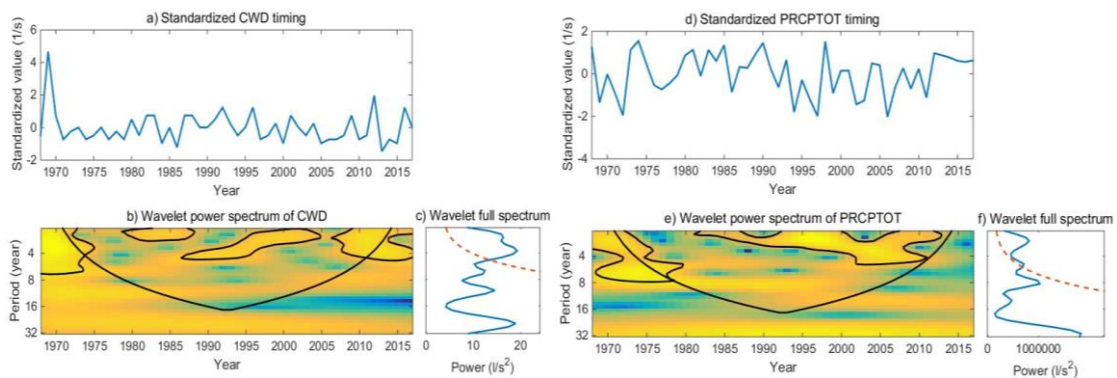 a) Standardized CWD timing
Standardized value (1/s)
6
4
2
0
-2
1970 1975 1980 1985 1990 1995 2000 2005 2010 2015
Year
d) Standardized PRCPTOT timing
Standardized value (1/s)
2
0
-2
-4
1970 1975 1980 1985 1990 1995 2000 2005 2010 2015
Year
b) Wavelet power spectrum of CWD
Period (year)
4
8
16
32
1970 1975 1980 1985 1990 1995 2000 2005 2010 2015
Year
c) Wavelet full spectrum
0 20
Power (l/s2)
e) Wavelet power spectrum of PRCPTOT
Period (year)
4
8
16
32
1970 1975 1980 1985 1990 1995 2000 2005 2010 2015
Year
f) Wavelet full spectrum
0 1000000
Power (l/s2)